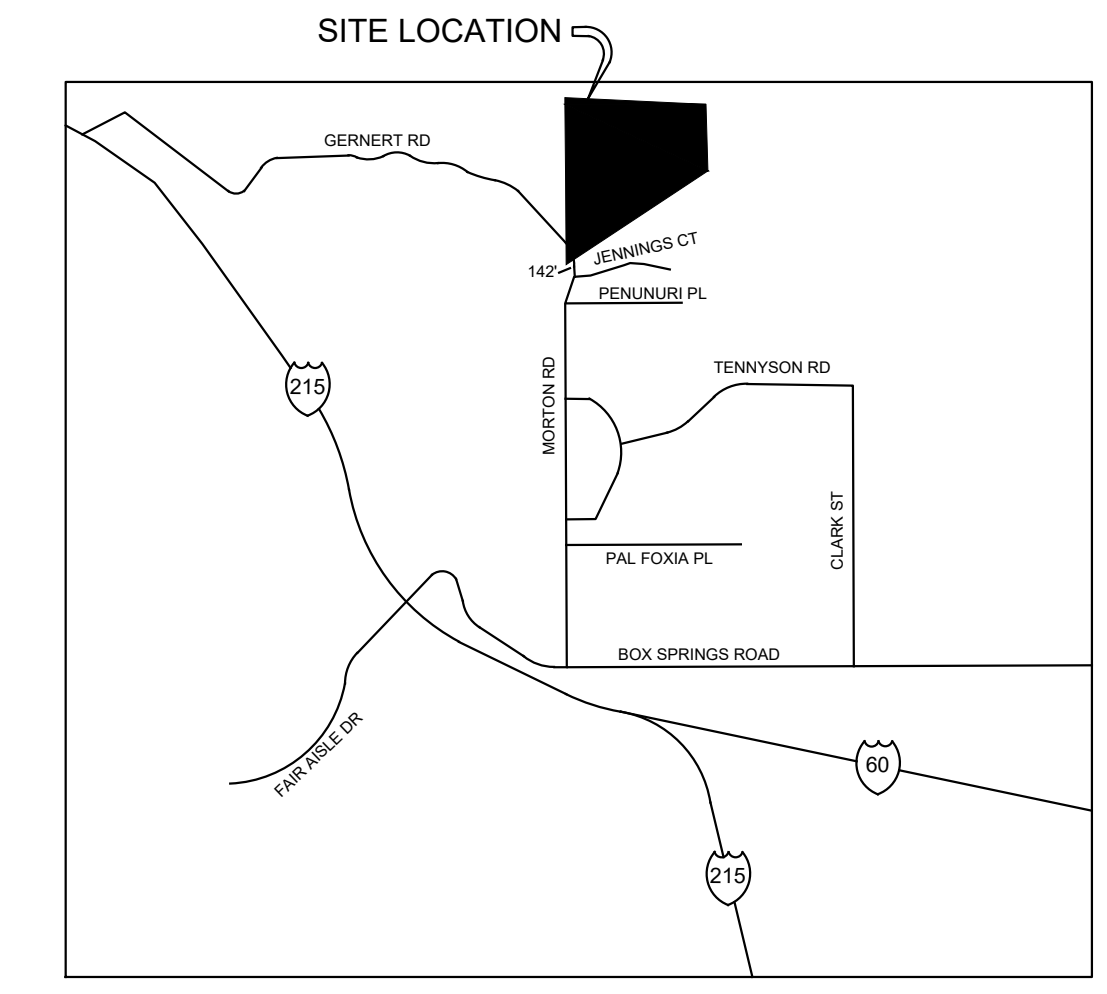 SITE LOCATION
GERNERT RD
JENNINGS CT
142'
PENUNURI PL
MORTON RD
TENNYSON RD
215
CLARK ST
PAL FOXIA PL
BOX SPRINGS ROAD
FAIR AISLE DR
60
215